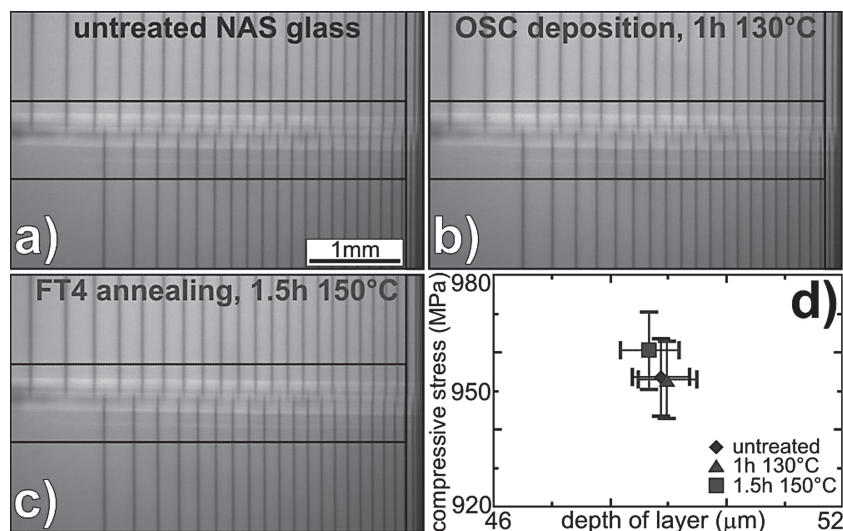 untreated NAS glass
a)
1mm
OSC deposition, 1h 130°C
b)
FT4 annealing, 1.5h 150°C
c)
d)
compressive stress (MPa)
980
950
920
untreated
1h 130°C
1.5h 150°C
46
depth of layer (µm)
52